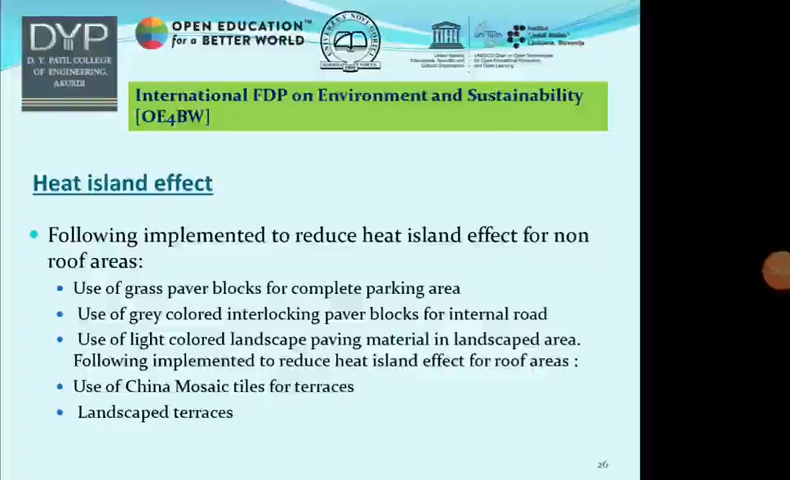 DYP
D. Y. PATIL COLLEGE
OF ENGINEERING,
AKURDI
OPEN EDUCATION™
for a BETTER WORLD
International FDP on Environment and Sustainability
[OE4BW]
Heat island effect
• Following implemented to reduce heat island effect for non
roof areas:
• Use of grass paver blocks for complete parking area
• Use of grey colored interlocking paver blocks for internal road
• Use of light colored landscape paving material in landscaped area.
Following implemented to reduce heat island effect for roof areas :
• Use of China Mosaic tiles for terraces
• Landscaped terraces
26